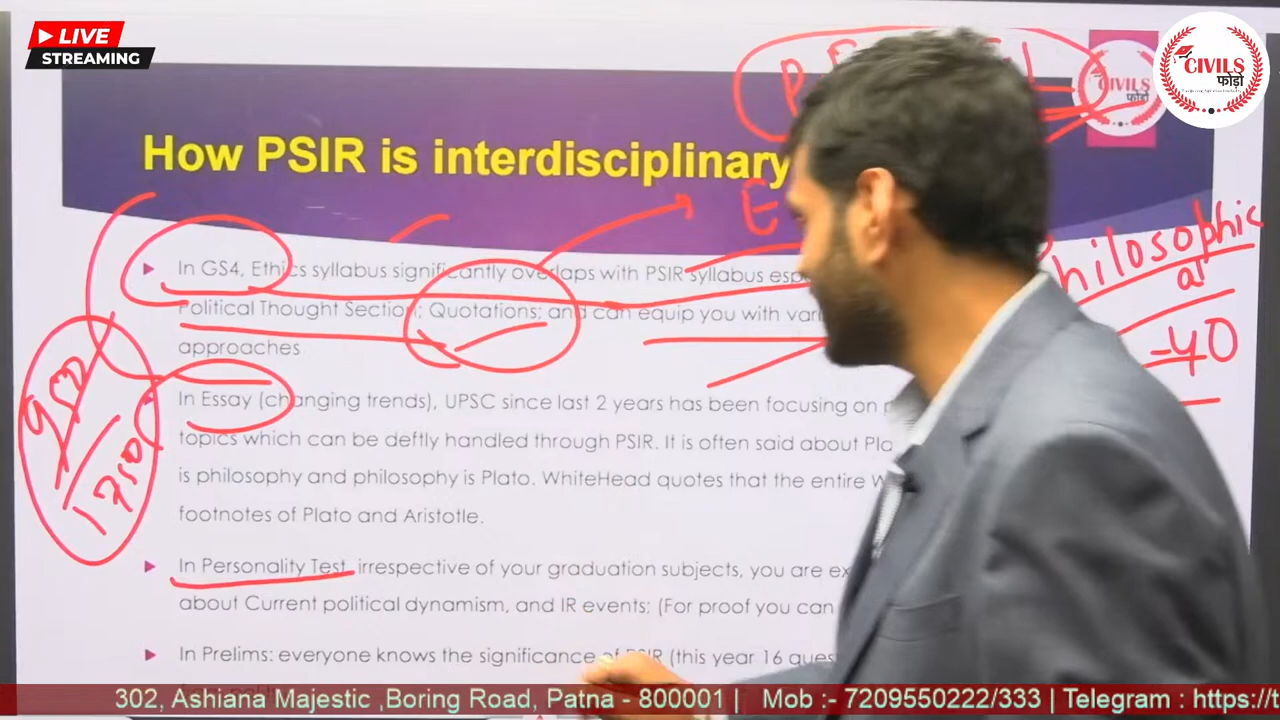 LIVE
STREAMING
CIVILS
फोड़ो
CIVILS
फोड़ो
How PSIR is interdisciplinary
E
Philosophic
al
-40
In GS4, Ethics syllabus significantly overlaps with PSIR syllabus
Political Thought Section; Quotations; and can equip you with
approaches
In Essay (changing trends), UPSC since last 2 years has been focusing on
topics which can be deftly handled through PSIR. It is often said about
is philosophy and philosophy is Plato. WhiteHead quotes that the entire
footnotes of Plato and Aristotle.
950
1750
In Personality Test, irrespective of your graduation subjects, you are
about Current political dynamism, and IR events; (For proof you can
In Prelims: everyone knows the significance of PSIR (this year 16
302, Ashiana Majestic ,Boring Road, Patna - 800001 | Mob :- 7209550222/333 | Telegram : https://t